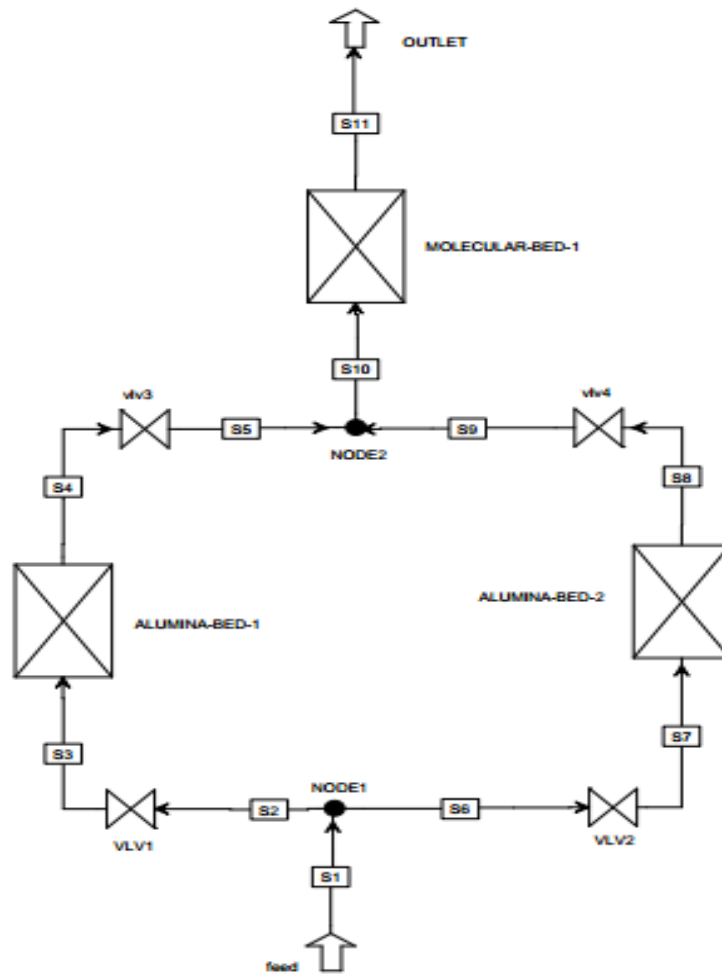 OUTLET
S11
MOLECULAR-BED-1
S10
vlv3
vlv4
S5
S9
NODE2
S4
S8
ALUMINA-BED-1
ALUMINA-BED-2
S3
S7
NODE1
S2
S6
VLV1
VLV2
S1
feed